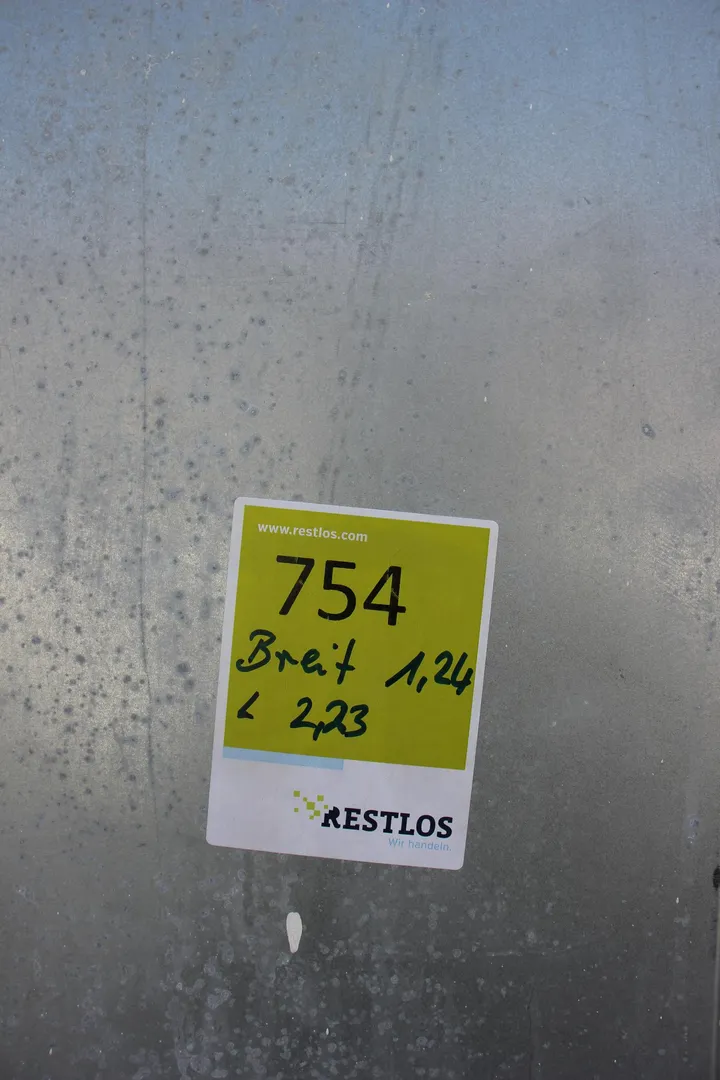 www.restlos.com
754
Breit 1,24
L 2,23
RESTLOS
Wir handeln.